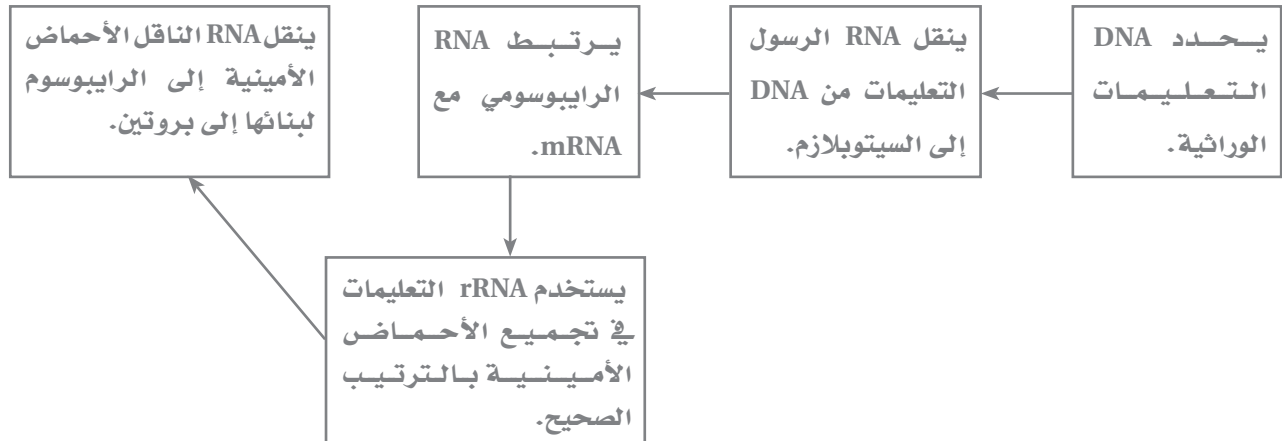 يحدد DNA
التعليمات
الوراثية.
ينقل RNA الرسول
التعليمات من DNA
إلى السيتوبلازم.
يرتبط RNA
الرايبوسومي مع
mRNA.
يستخدم rRNA التعليمات
في تجميع الأحماض
الأمينية بالترتيب
الصحيح.
ينقل RNA الناقل الأحماض
الأمينية إلى الرايبوسوم
لبنائها إلى بروتين.